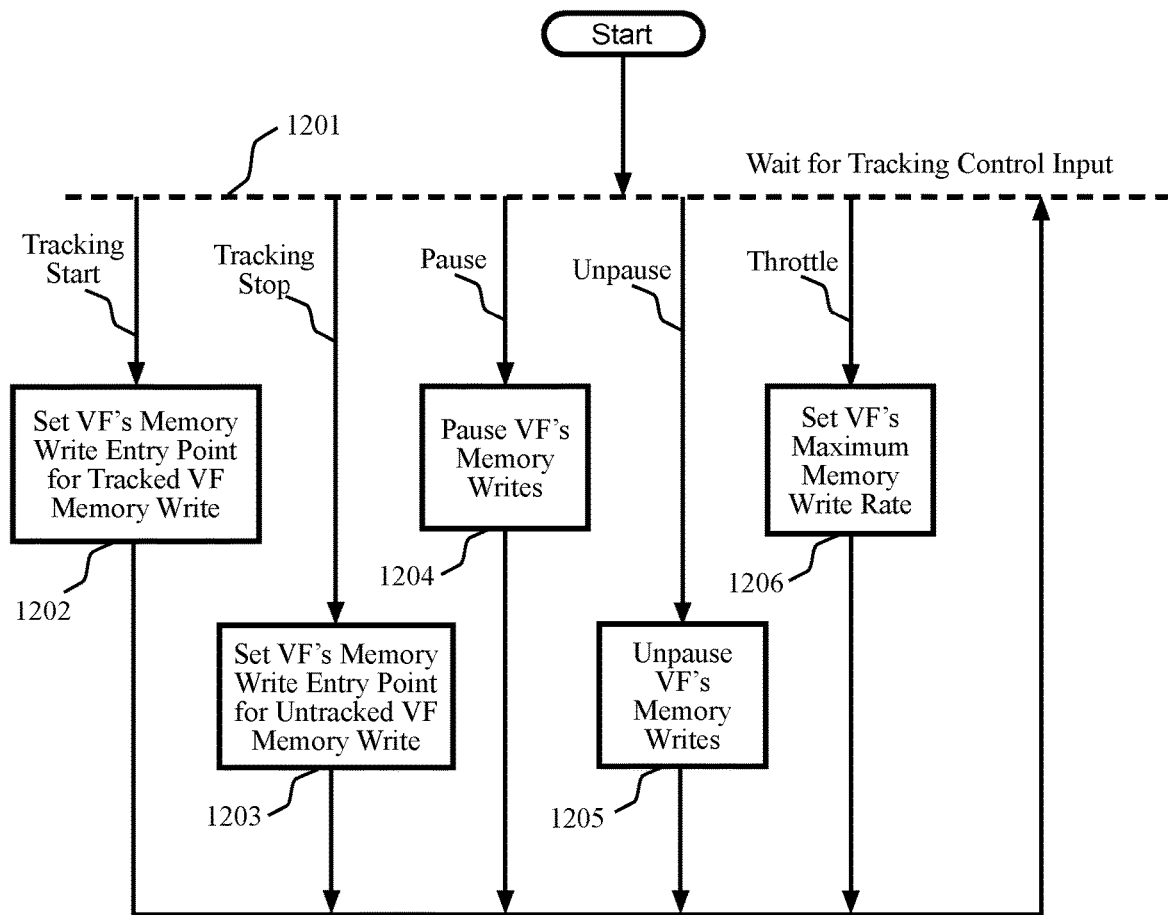 Start
1201
Wait for Tracking Control Input
Tracking
Start
Tracking
Stop
Pause
Unpause
Throttle
Set VF's Memory
Write Entry Point
for Tracked VF
Memory Write
1202
Pause VF's
Memory
Writes
1204
Set VF's
Maximum
Memory
Write Rate
1206
Set VF's Memory
Write Entry Point
for Untracked VF
Memory Write
1203
Unpause
VF's
Memory
Writes
1205